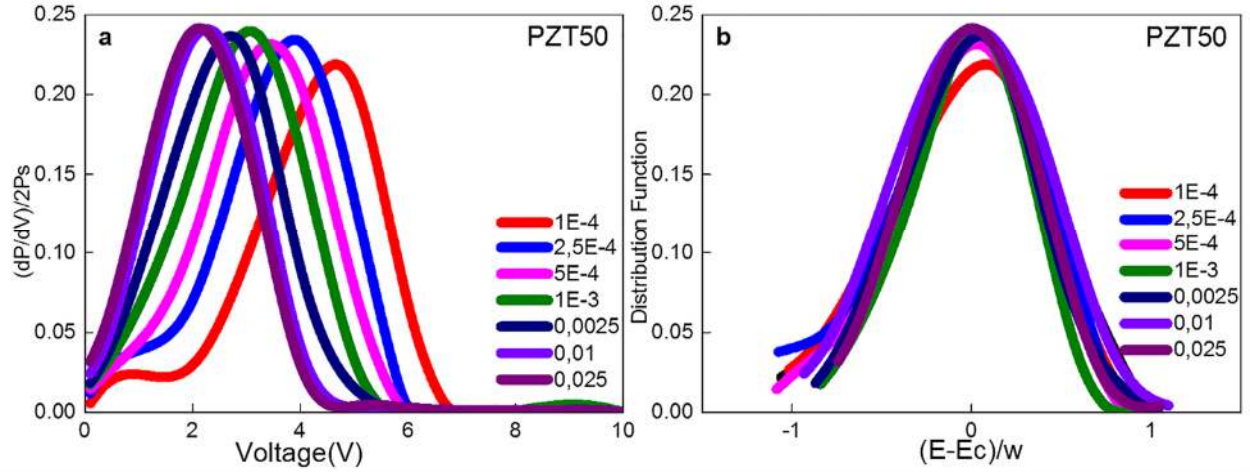 a
PZT50
(dP/dV)/2Ps
0.25
0.20
0.15
0.10
0.05
0.00
0
2
4
6
8
10
Voltage(V)
1E-4
2,5E-4
5E-4
1E-3
0,0025
0,01
0,025
b
PZT50
Distribution Function
0.25
0.20
0.15
0.10
0.05
0.00
-1
0
1
(E-Ec)/w
1E-4
2,5E-4
5E-4
1E-3
0,0025
0,01
0,025